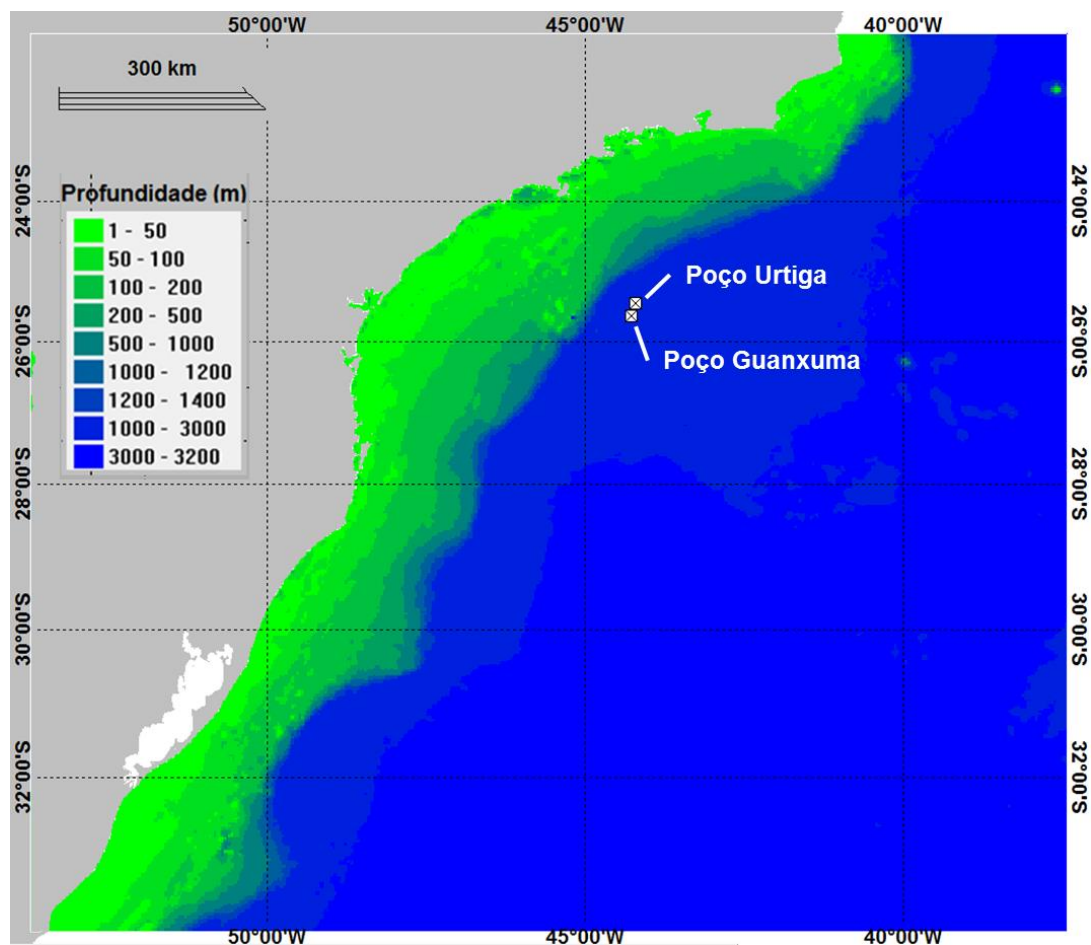 50°00'W 45°00'W 40°00'W
300 km
24°00'S 24°00'S
Profundidade (m)
1 - 50
50 - 100
100 - 200
200 - 500
500 - 1000
1000 - 1200
1200 - 1400
1000 - 3000
3000 - 3200
Poço Urtiga
26°00'S 26°00'S
Poço Guanxuma
28°00'S 28°00'S
30°00'S 30°00'S
32°00'S 32°00'S
50°00'W 45°00'W 40°00'W